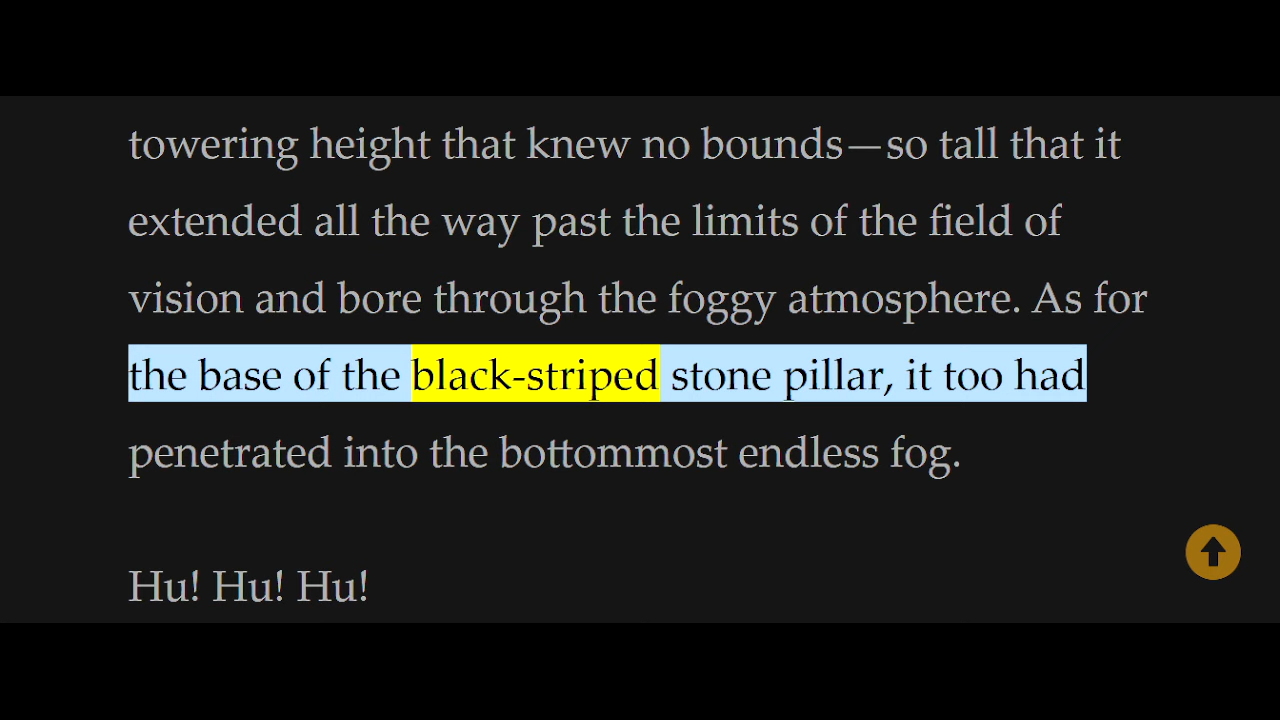 towering height that knew no bounds—so tall that it
extended all the way past the limits of the field of
vision and bore through the foggy atmosphere. As for
the base of the black-striped stone pillar, it too had
penetrated into the bottommost endless fog.
Hu! Hu! Hu!